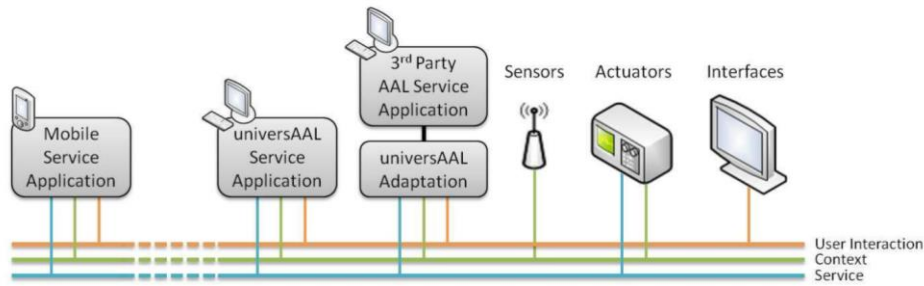 3rd Party
AAL Service
Application
Sensors
Actuators
Interfaces
Mobile
Service
Application
universAAL
Service
Application
universAAL
Adaptation
User Interaction
Context
Service